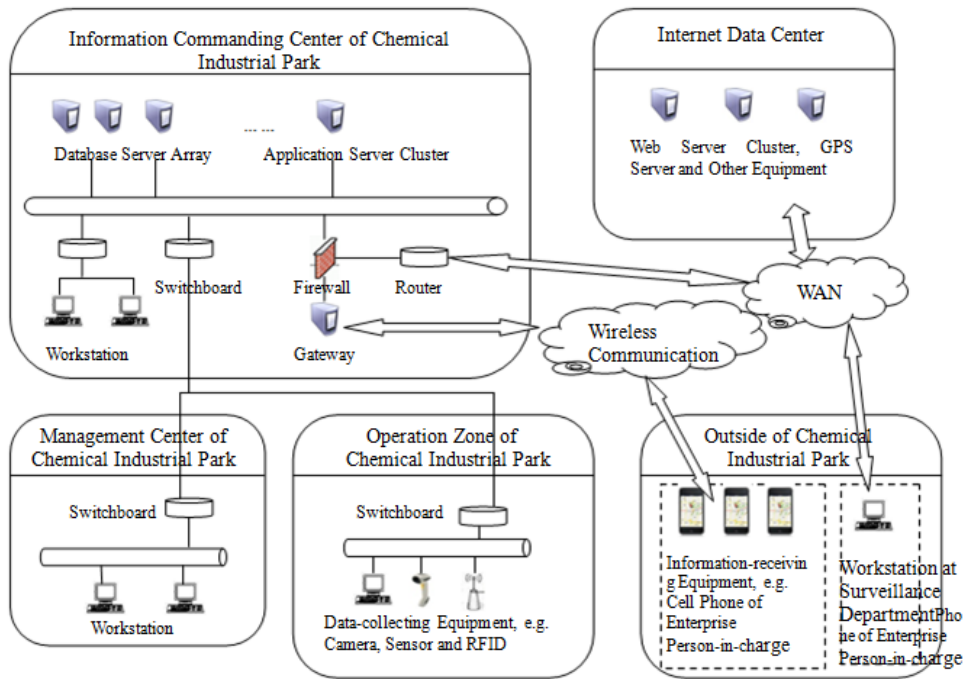 Information Commanding Center of Chemical
Industrial Park
Internet Data Center
... ...
Database Server Array
Application Server Cluster
Web Server Cluster, GPS
Server and Other Equipment
Switchboard
Firewall
Router
WAN
Workstation
Gateway
Wireless
Communication
Management Center of
Chemical Industrial Park
Operation Zone of
Chemical Industrial Park
Outside of Chemical
Industrial Park
Switchboard
Switchboard
Workstation
Data-collecting Equipment, e.g.
Camera, Sensor and RFID
Information-receivin
g Equipment, e.g.
Cell Phone of
Enterprise
Person-in-charge
Workstation at
Surveillance
DepartmentPho
ne of Enterprise
Person-in-charge